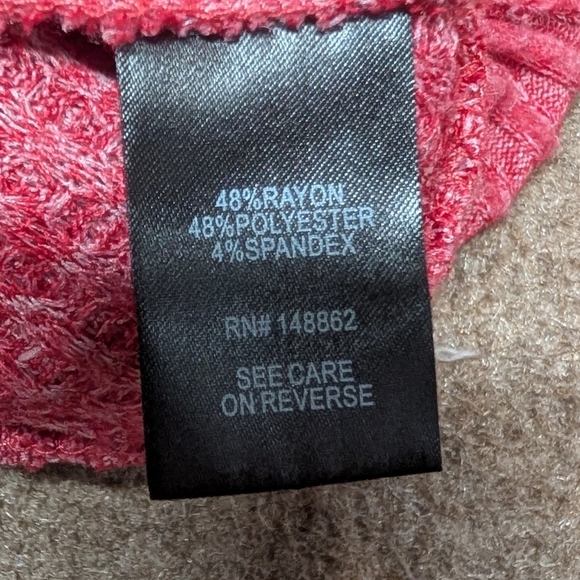 48%RAYON
48%POLYESTER
4%SPANDEX
RN# 148862
SEE CARE
ON REVERSE